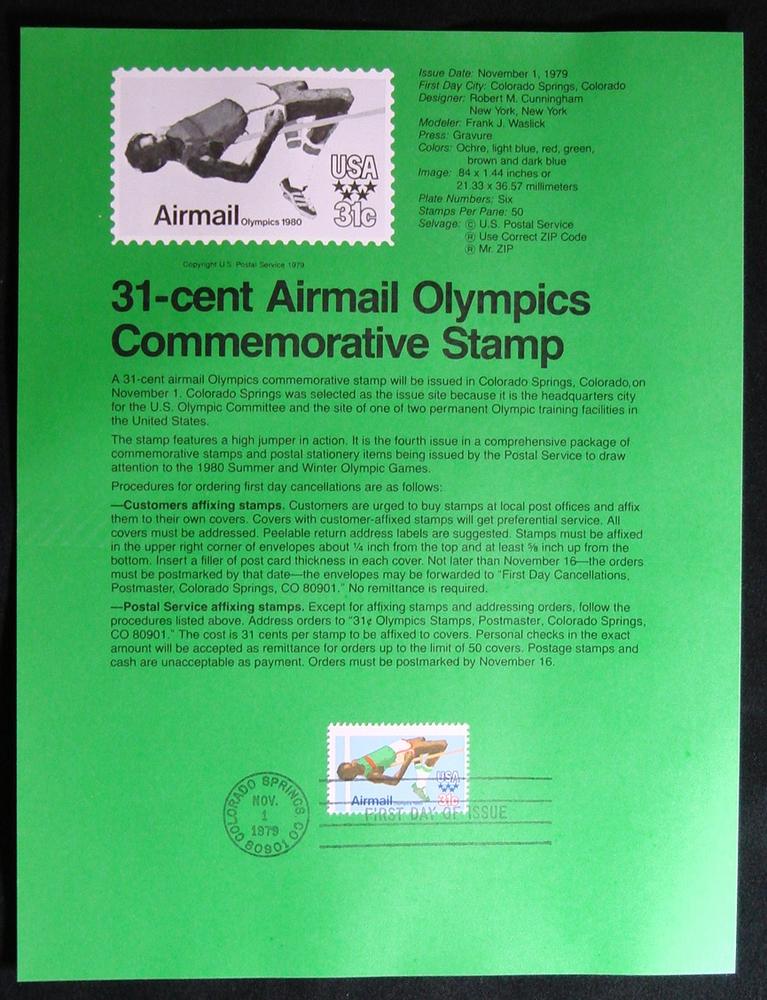 USA
31c
Airmail Olympics 1980
Copyright U.S. Postal Service 1979
Issue Date: November 1, 1979
First Day City: Colorado Springs, Colorado
Designer: Robert M. Cunningham
New York, New York
Modeler: Frank J. Waslick
Press: Gravure
Colors: Ochre, light blue, red, green,
brown and dark blue
Image: .84 x 1.44 inches or
21.33 x 36.57 millimeters
Plate Numbers: Six
Stamps Per Pane: 50
Selvage: © U.S. Postal Service
® Use Correct ZIP Code
® Mr. ZIP
31-cent Airmail Olympics
Commemorative Stamp
A 31-cent airmail Olympics commemorative stamp will be issued in Colorado Springs, Colorado, on
November 1. Colorado Springs was selected as the issue site because it is the headquarters city
for the U.S. Olympic Committee and the site of one of two permanent Olympic training facilities in
the United States.
The stamp features a high jumper in action. It is the fourth issue in a comprehensive package of
commemorative stamps and postal stationery items being issued by the Postal Service to draw
attention to the 1980 Summer and Winter Olympic Games.
Procedures for ordering first day cancellations are as follows:
—Customers affixing stamps. Customers are urged to buy stamps at local post offices and affix
them to their own covers. Covers with customer-affixed stamps will get preferential service. All
covers must be addressed. Peelable return address labels are suggested. Stamps must be affixed
in the upper right corner of envelopes about ¼ inch from the top and at least ⅝ inch up from the
bottom. Insert a filler of post card thickness in each cover. Not later than November 16—the orders
must be postmarked by that date—the envelopes may be forwarded to "First Day Cancellations,
Postmaster, Colorado Springs, CO 80901." No remittance is required.
—Postal Service affixing stamps. Except for affixing stamps and addressing orders, follow the
procedures listed above. Address orders to "31¢ Olympics Stamps, Postmaster, Colorado Springs,
CO 80901." The cost is 31 cents per stamp to be affixed to covers. Personal checks in the exact
amount will be accepted as remittance for orders up to the limit of 50 covers. Postage stamps and
cash are unacceptable as payment. Orders must be postmarked by November 16.
USA
31c
Airmail
FIRST DAY OF ISSUE
COLORADO SPRINGS CO
NOV.
1
1979
80901